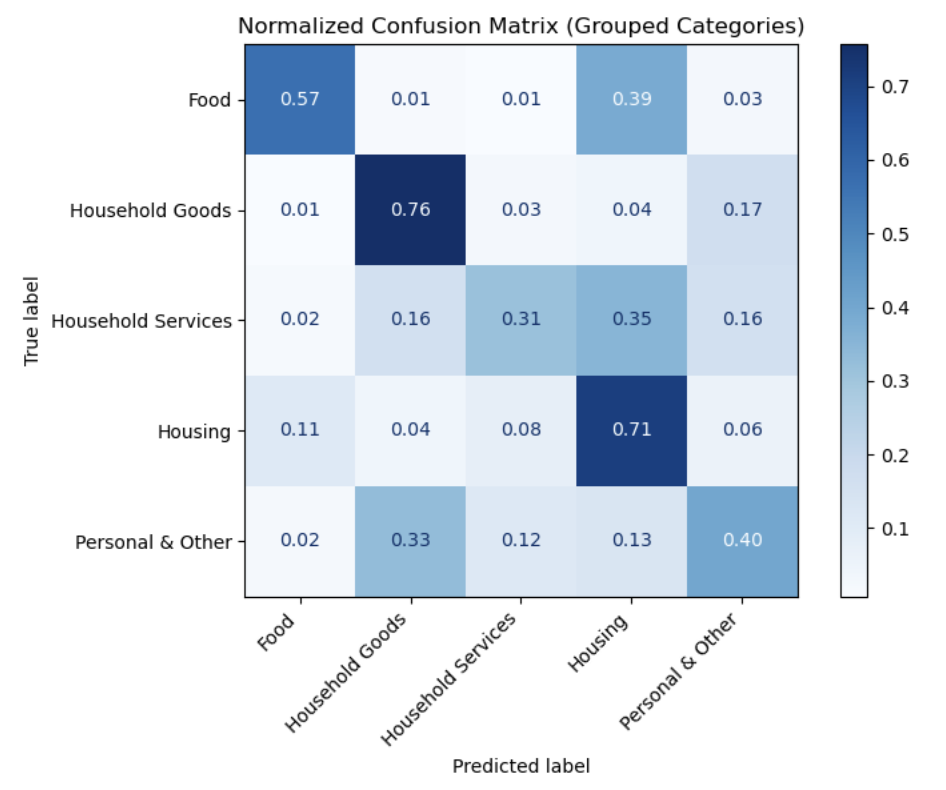 Normalized Confusion Matrix (Grouped Categories)
Food 0.57 0.01 0.01 0.39 0.03
Household Goods 0.01 0.76 0.03 0.04 0.17
Household Services 0.02 0.16 0.31 0.35 0.16
Housing 0.11 0.04 0.08 0.71 0.06
Personal & Other 0.02 0.33 0.12 0.13 0.40
True label
Food
Household Goods
Household Services
Housing
Personal & Other
Predicted label
0.7
0.6
0.5
0.4
0.3
0.2
0.1